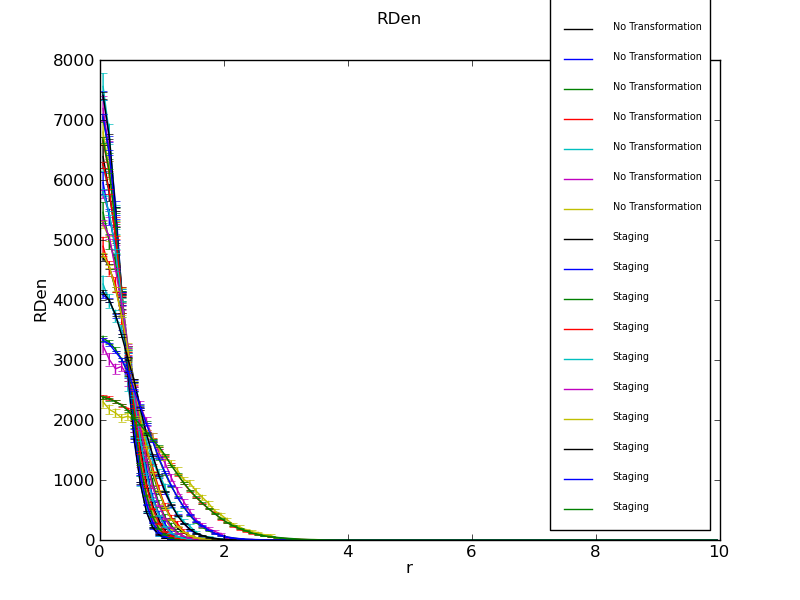 RDen
No Transformation
No Transformation
No Transformation
No Transformation
No Transformation
No Transformation
No Transformation
Staging
Staging
Staging
Staging
Staging
Staging
Staging
Staging
Staging
Staging
8000
7000
6000
5000
4000
3000
2000
1000
0
RDen
0 2 4 6 8 10
r